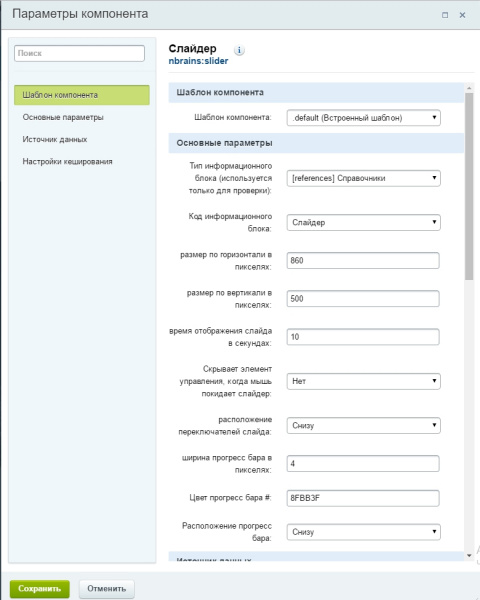 Параметры компонента
Поиск
Шаблон компонента
Основные параметры
Источник данных
Настройки кеширования
Слайдер
nbrains:slider
Шаблон компонента
Шаблон компонента: .default (Встроенный шаблон)
Основные параметры
Тип информационного
блока (используется
только для проверки):
[references] Справочники
Код информационного
блока:
Слайдер
размер по горизонтали в
пикселях:
860
размер по вертикали в
пикселях:
500
время отображения слайда
в секундах:
10
Скрывает элемент
управления, когда мышь
покидает слайдер:
Нет
расположение
переключателей слайда:
Снизу
ширина прогресс бара в
пикселях:
4
Цвет прогресс бара #: 8FBB3F
Расположение прогресс
бара:
Снизу
Источник данных
Сохранить Отменить